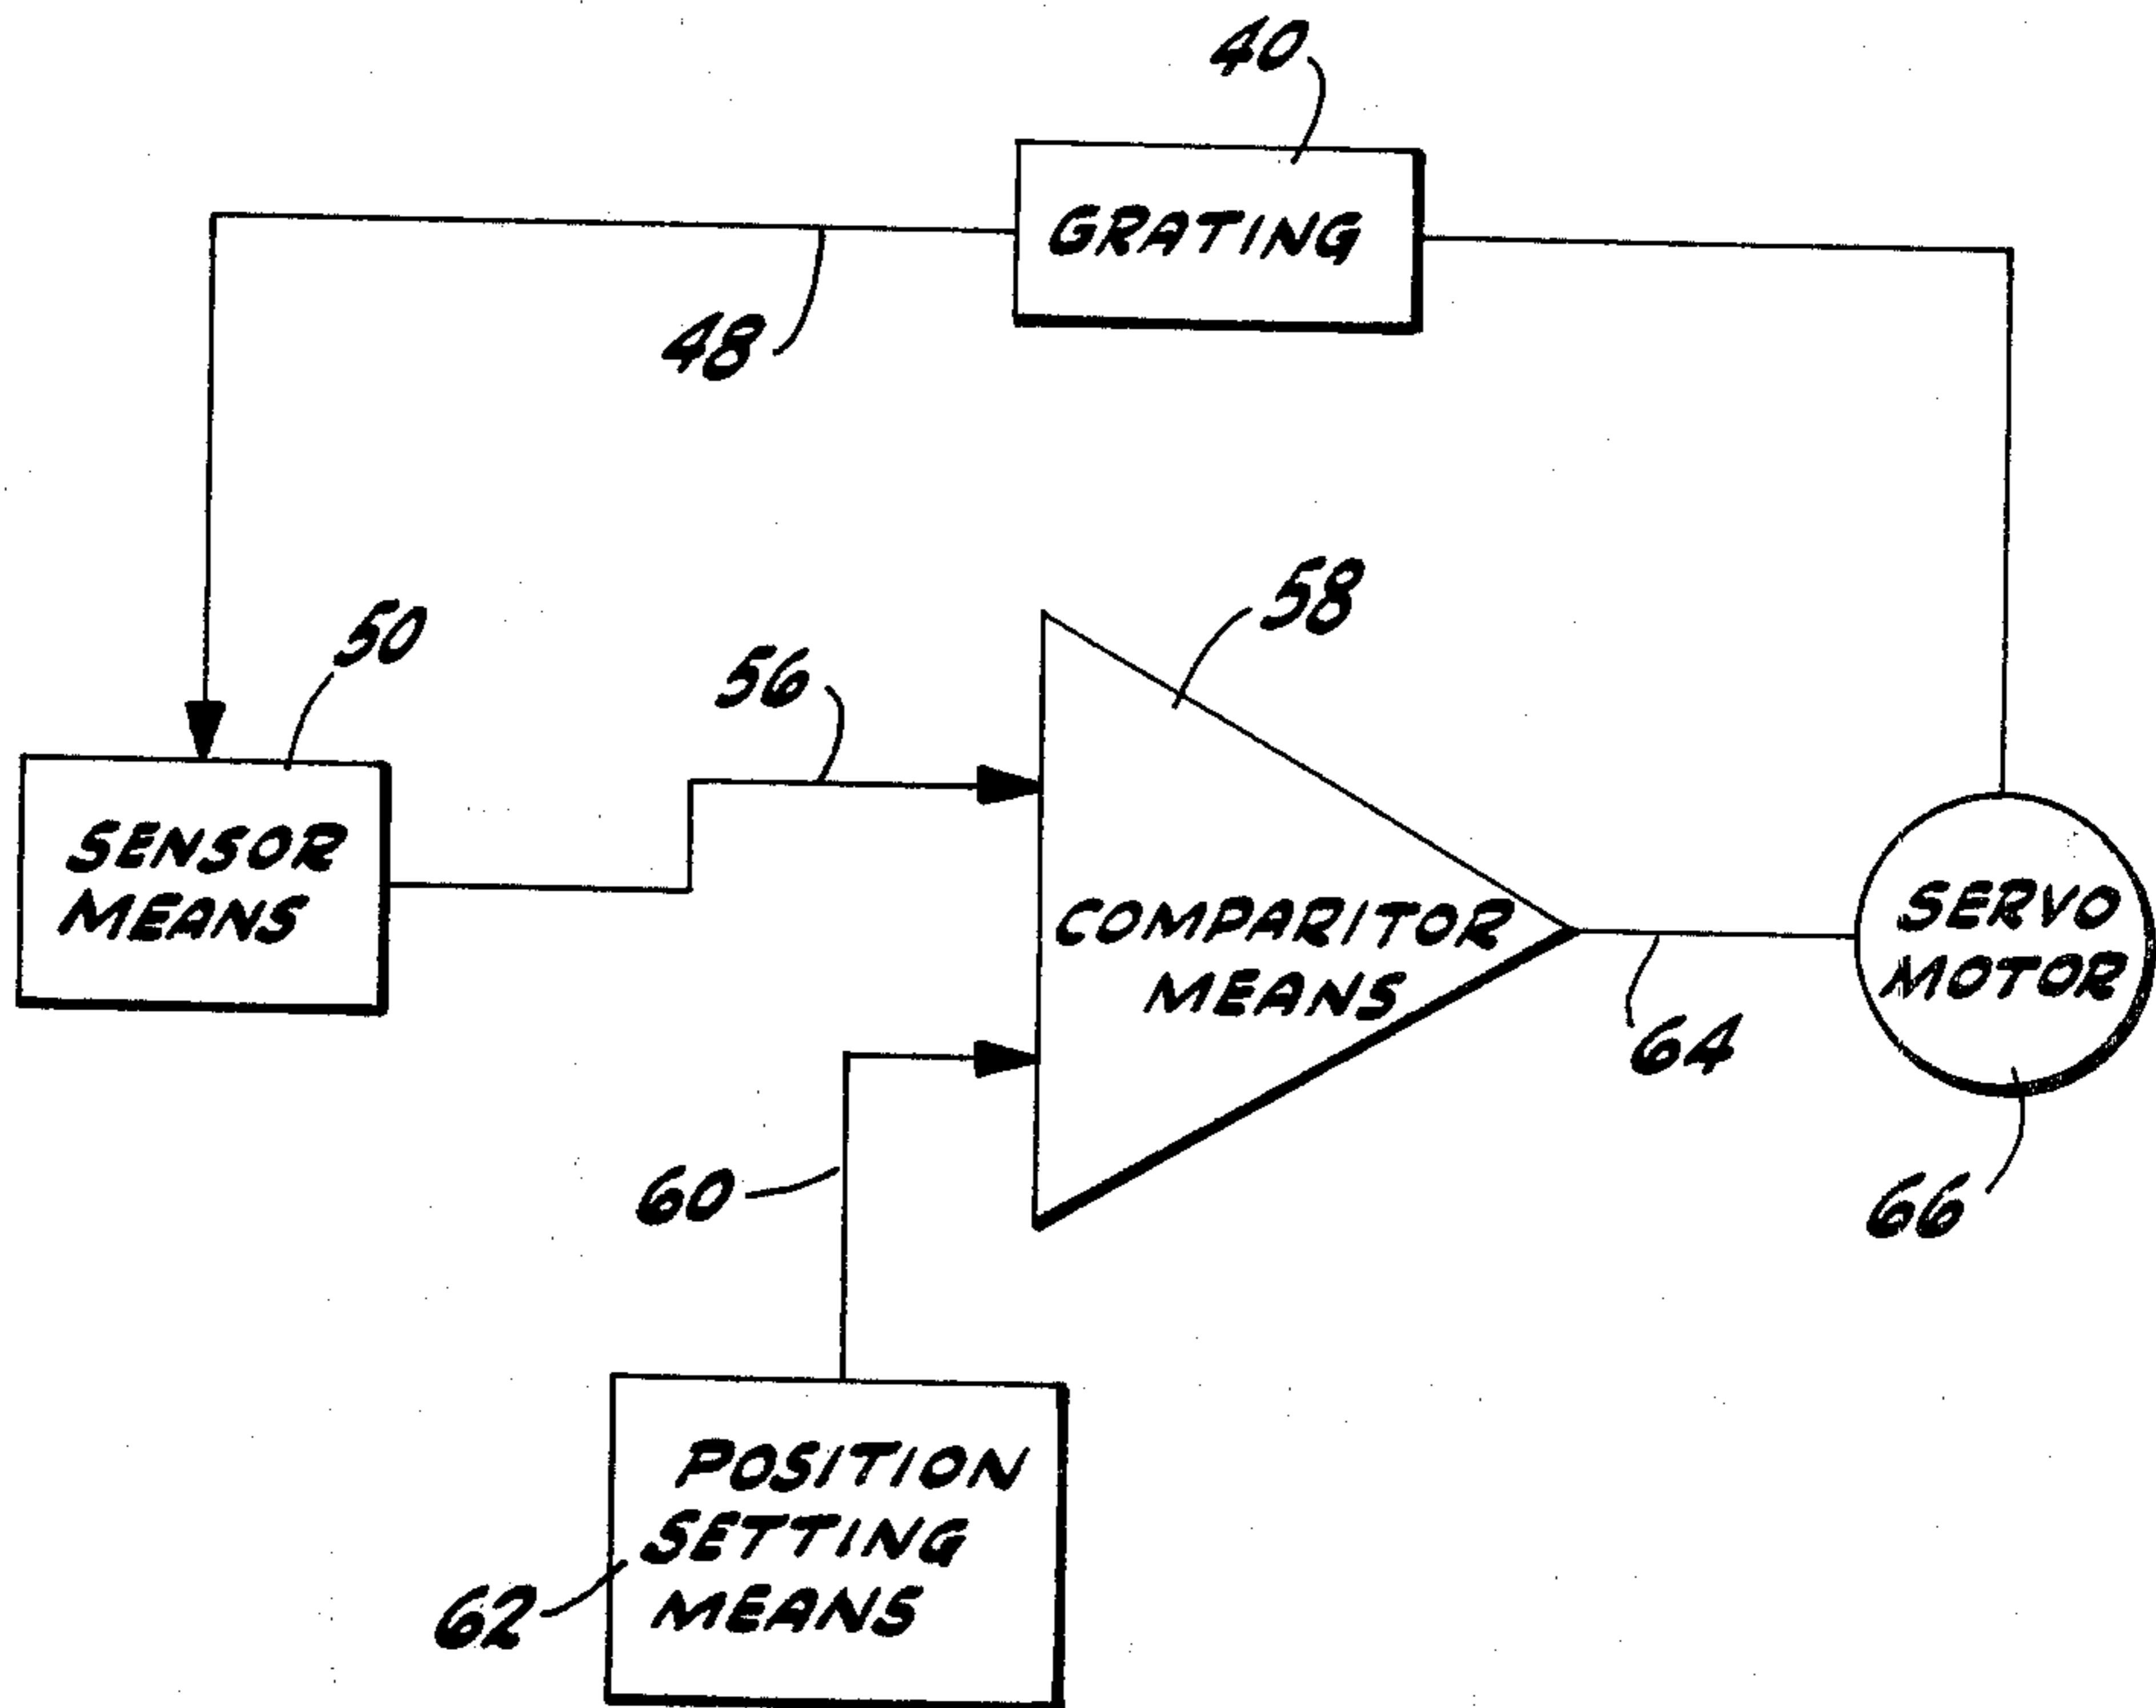 40
GRATING
48
50
56
58
SENSOR
MEANS
COMPARITOR
MEANS
SERVO
MOTOR
64
60
66
POSITION
SETTING
MEANS
62